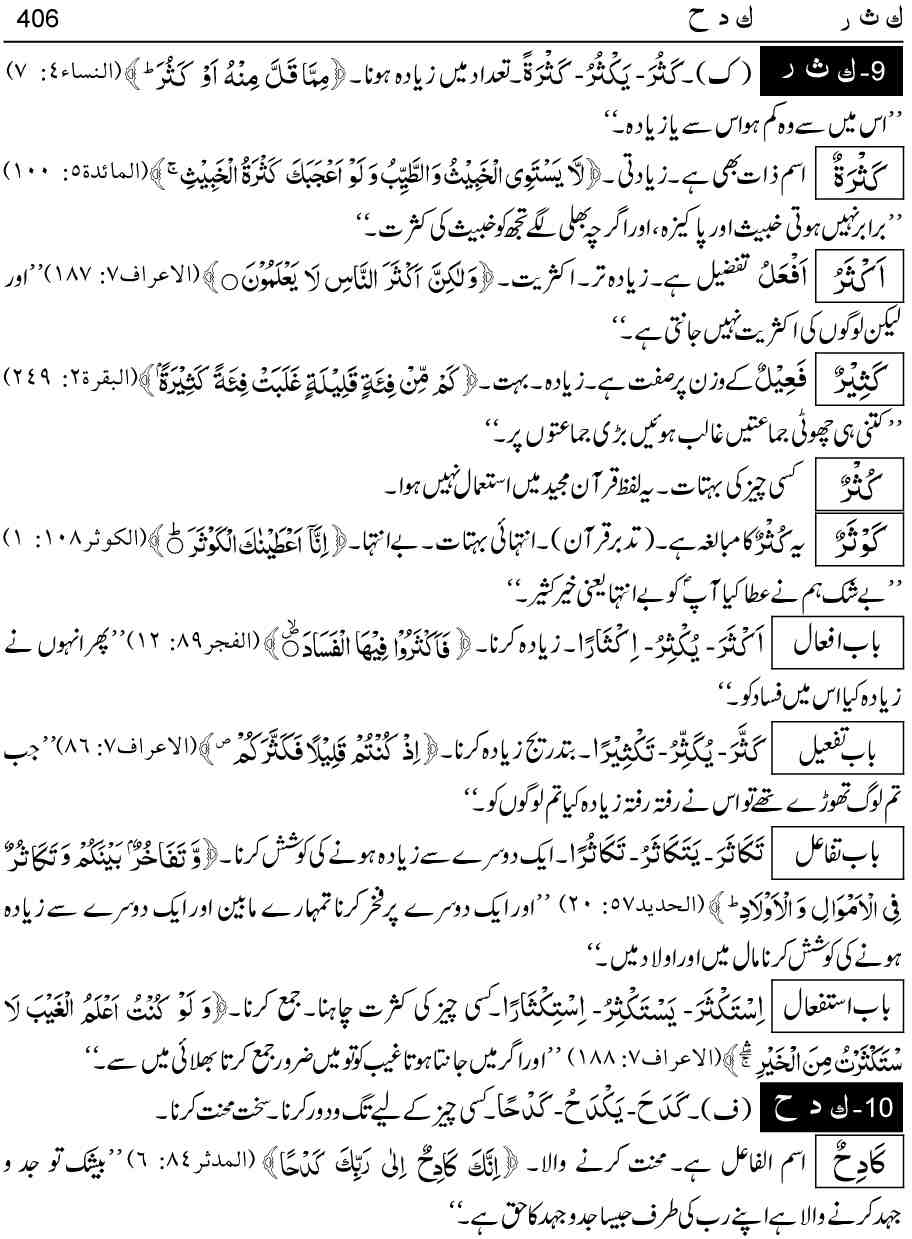 ك ث ر ك د ح 406
9- ك ث ر (ک)۔ كَثُرَ- يَكْثُرُ- كَثْرَةً۔ تعداد میں زیادہ ہونا۔ ﴿مِمَّا قَلَّ مِنْهُ اَوْ كَثُرَ ط﴾ (النساء٤: ٧)
’’اس میں سے وہ کم ہو اس سے یا زیادہ۔‘‘
كَثْرَةٌ اسم ذات بھی ہے۔ زیادتی۔ ﴿لَّا يَسْتَوِى الْخَبِيْثُ وَالطَّيِّبُ وَ لَوْ اَعْجَبَكَ كَثْرَةُ الْخَبِيْثِ ج﴾ (المائدة٥: ١٠٠)
’’برابر نہیں ہوتی خبیث اور پاکیزہ، اور اگرچہ بھلی لگے تجھ کو خبیث کی کثرت۔‘‘
اَكْثَرُ اَفْعَلُ تفضیل ہے۔ زیادہ تر۔ اکثریت۔ ﴿وَلٰكِنَّ اَكْثَرَ النَّاسِ لَا يَعْلَمُوْنَ○﴾ (الاعراف٧: ١٨٧) ’’اور
لیکن لوگوں کی اکثریت نہیں جانتی ہے۔‘‘
كَثِيْرٌ فَعِيْلٌ کے وزن پر صفت ہے۔ زیادہ۔ بہت۔ ﴿كَمْ مِّنْ فِئَةٍ قَلِيْلَةٍ غَلَبَتْ فِئَةً كَثِيْرَةً﴾ (البقرة٢: ٢٤٩)
’’کتنی ہی چھوٹی جماعتیں غالب ہوئیں بڑی جماعتوں پر۔‘‘
كُثْرٌ کسی چیز کی بہتات۔ یہ لفظ قرآن مجید میں استعمال نہیں ہوا۔
كَوْثَرٌ یہ كُثْرٌ کا مبالغہ ہے۔ (تدبر قرآن)۔ انتہائی بہتات۔ بے انتہا۔ ﴿اِنَّآ اَعْطَيْنٰكَ الْكَوْثَرَ ○ط﴾ (الكوثر١٠٨: ١)
’’بے شک ہم نے عطا کیا آپؐ کو بے انتہا یعنی خیر کثیر۔‘‘
باب افعال اَكْثَرَ- يُكْثِرُ- اِكْثَارًا۔ زیادہ کرنا۔ ﴿فَاَكْثَرُوْا فِيْهَا الْفَسَادَ○لا﴾ (الفجر٨٩: ١٢) ’’پھر انہوں نے
زیادہ کیا اس میں فساد کو۔‘‘
باب تفعیل كَثَّرَ- يُكَثِّرُ- تَكْثِيْرًا۔ بتدریج زیادہ کرنا۔ ﴿اِذْ كُنْتُمْ قَلِيْلًا فَكَثَّرَكُمْ ص﴾ (الاعراف٧: ٨٦) ’’جب
تم لوگ تھوڑے تھے تو اس نے رفتہ رفتہ زیادہ کیا تم لوگوں کو۔‘‘
باب تفاعل تَكَاثَرَ- يَتَكَاثَرُ- تَكَاثُرًا۔ ایک دوسرے سے زیادہ ہونے کی کوشش کرنا۔ ﴿وَّ تَفَاخُرٌۢ بَيْنَكُمْ وَ تَكَاثُرٌ
فِى الْاَمْوَالِ وَ الْاَوْلَادِ ط﴾ (الحديد٥٧: ٢٠) ’’اور ایک دوسرے پر فخر کرنا تمہارے مابین اور ایک دوسرے سے زیادہ
ہونے کی کوشش کرنا مال میں اور اولاد میں۔‘‘
باب استفعال اِسْتَكْثَرَ- يَسْتَكْثِرُ- اِسْتِكْثَارًا۔ کسی چیز کی کثرت چاہنا۔ جمع کرنا۔ ﴿وَ لَوْ كُنْتُ اَعْلَمُ الْغَيْبَ لَا
سْتَكْثَرْتُ مِنَ الْخَيْرِ ﴾ (الاعراف٧: ١٨٨) ’’اور اگر میں جانتا ہوتا غیب کو تو میں ضرور جمع کرتا بھلائی میں سے۔‘‘
10- ك د ح (ف)۔ كَدَحَ- يَكْدَحُ- كَدْحًا۔ کسی چیز کے لیے تگ و دو کرنا۔ سخت محنت کرنا۔
كَادِحٌ اسم الفاعل ہے۔ محنت کرنے والا۔ ﴿اِنَّكَ كَادِحٌ اِلٰى رَبِّكَ كَدْحًا﴾ (المدثر٨٤: ٦) ’’بیشک تو جد و
جہد کرنے والا ہے اپنے رب کی طرف جیسا جد و جہد کا حق ہے۔‘‘